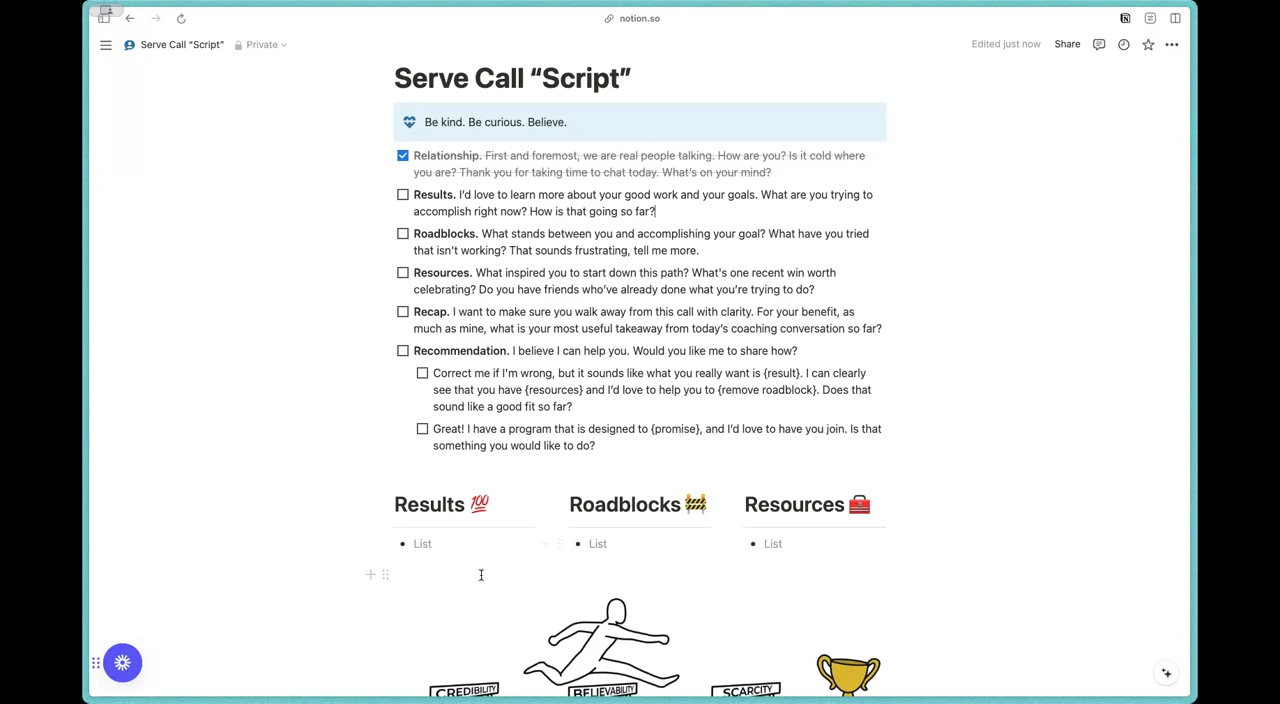 notion.so
Serve Call “Script” Private
Edited just now Share
Serve Call “Script”
Be kind. Be curious. Believe.
Relationship. First and foremost, we are real people talking. How are you? Is it cold where
you are? Thank you for taking time to chat today. What’s on your mind?
Results. I’d love to learn more about your good work and your goals. What are you trying to
accomplish right now? How is that going so far?
Roadblocks. What stands between you and accomplishing your goal? What have you tried
that isn’t working? That sounds frustrating, tell me more.
Resources. What inspired you to start down this path? What's one recent win worth
celebrating? Do you have friends who’ve already done what you’re trying to do?
Recap. I want to make sure you walk away from this call with clarity. For your benefit, as
much as mine, what is your most useful takeaway from today’s coaching conversation so far?
Recommendation. I believe I can help you. Would you like me to share how?
Correct me if I'm wrong, but it sounds like what you really want is {result}. I can clearly
see that you have {resources} and I’d love to help you to {remove roadblock}. Does that
sound like a good fit so far?
Great! I have a program that is designed to {promise}, and I’d love to have you join. Is that
something you would like to do?
Results 💯 Roadblocks 🚧 Resources 🧰
• List • List • List
CREDIBILITY BELIEVABILITY SCARCITY